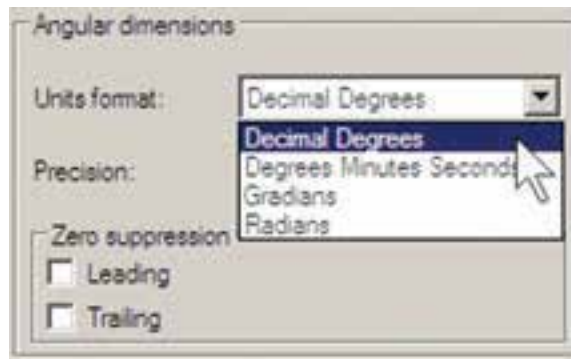 Angular dimensions
Units format: Decimal Degrees
Decimal Degrees
Precision: Degrees Minutes Seconds
Gradians
Radians
Zero suppression
Leading
Trailing